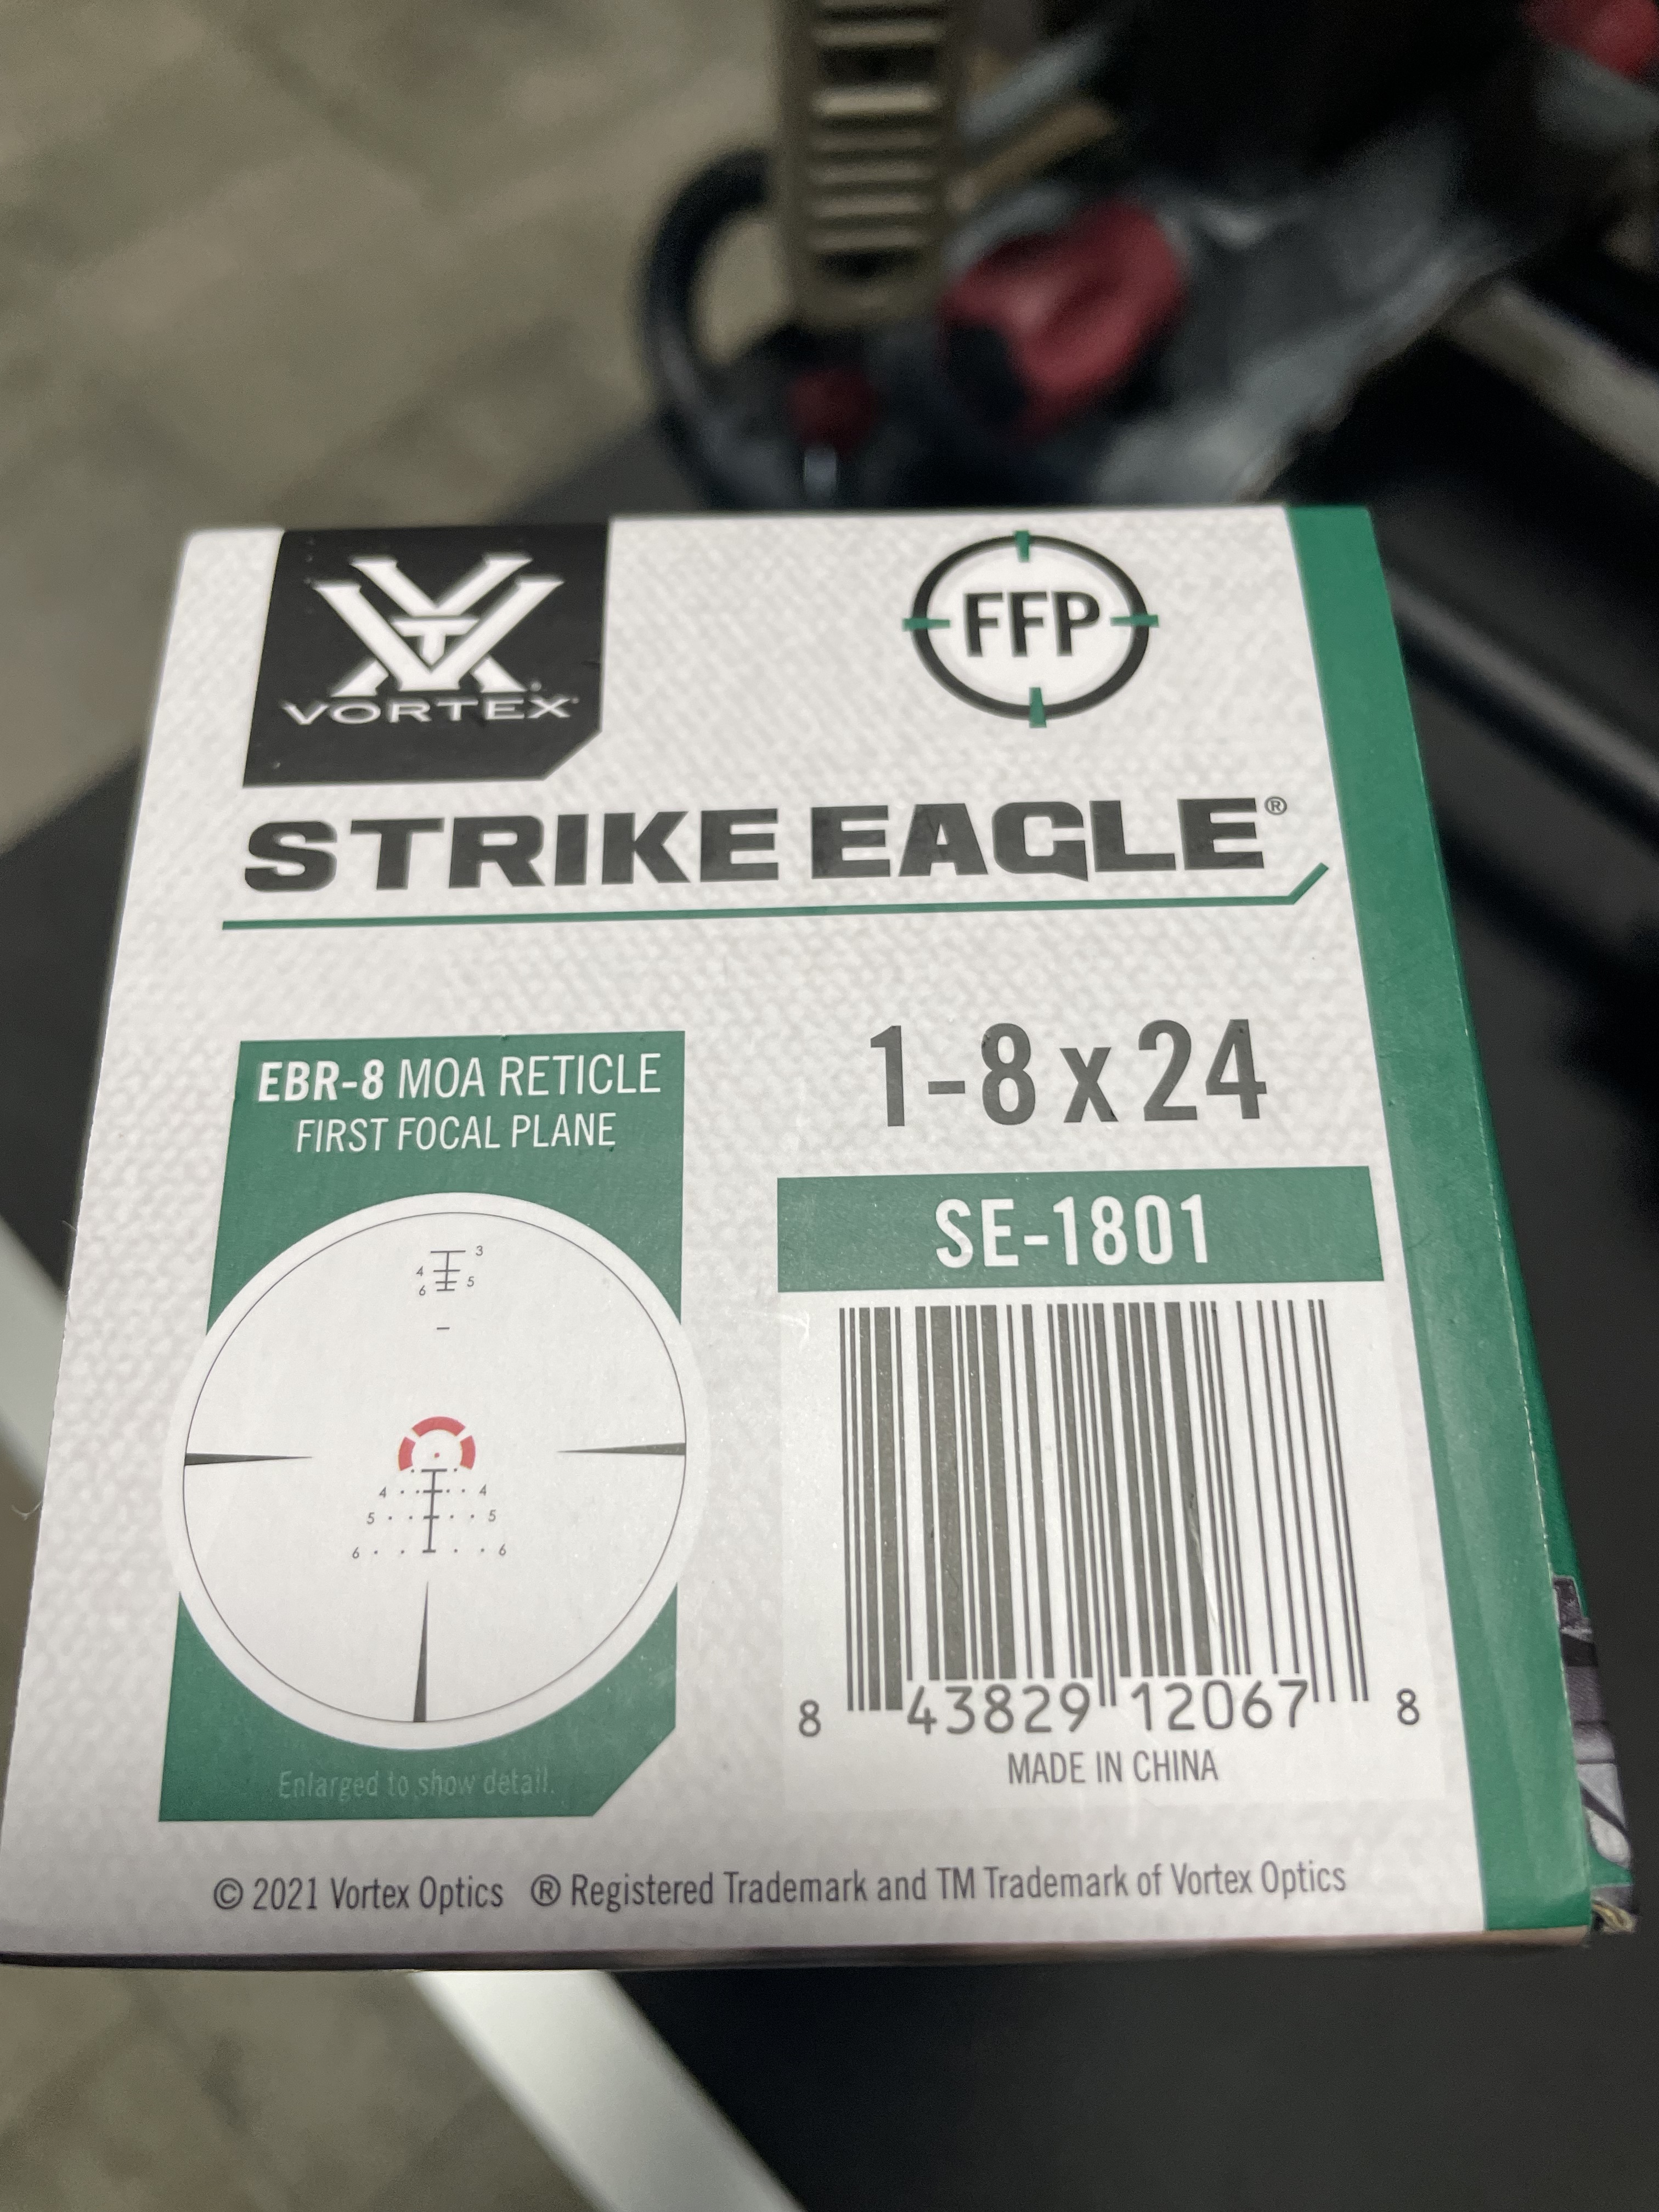 VORTEX
FFP
STRIKE EAGLE®
EBR-8 MOA RETICLE
FIRST FOCAL PLANE
1-8x24
SE-1801
3
4
5
6
4 4
5 5
6 6
8 43829 12067 8
MADE IN CHINA
Enlarged to show detail.
© 2021 Vortex Optics ® Registered Trademark and TM Trademark of Vortex Optics